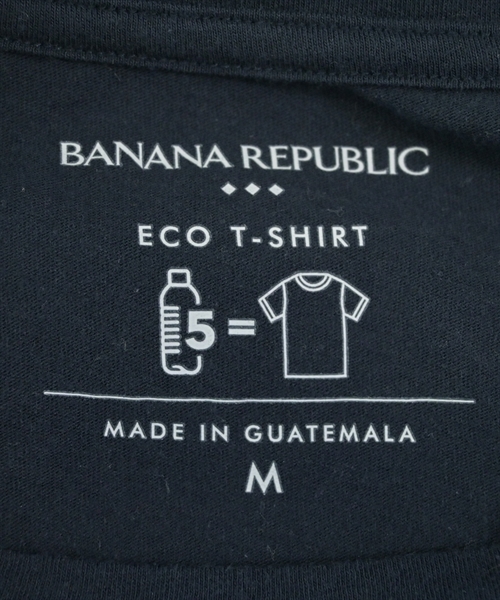 BANANA REPUBLIC
ECO T-SHIRT
5 =
MADE IN GUATEMALA
M